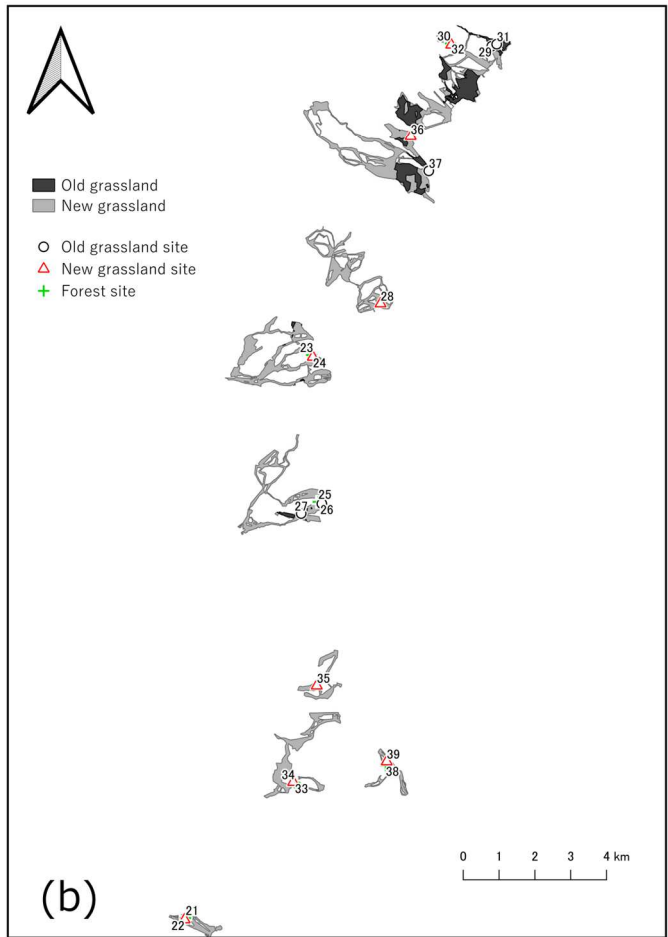 30
31
32
29
36
37
Old grassland
New grassland
Old grassland site
New grassland site
Forest site
28
23
24
25
27
26
35
39
34
38
33
0 1 2 3 4 km
(b)
21
22